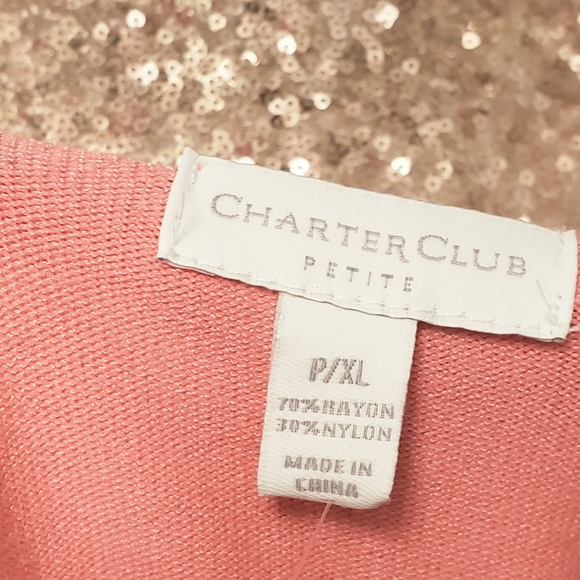 CHARTER CLUB
PETITE
P/XL
70%RAYON
30%NYLON
MADE IN
CHINA